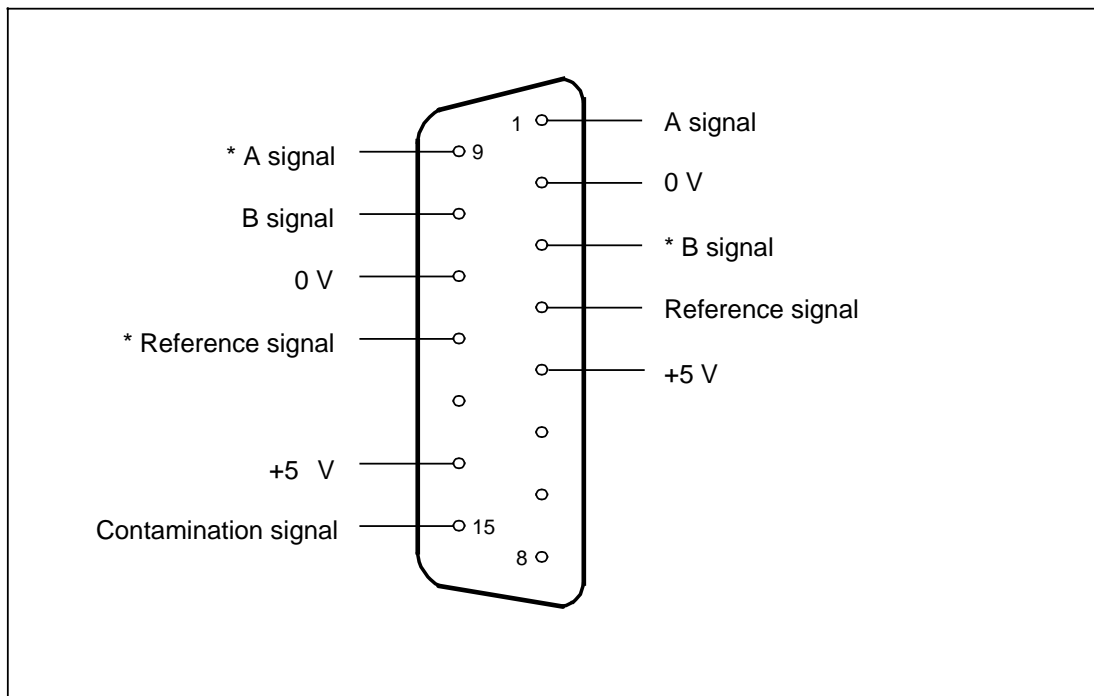 1
A signal
* A signal
9
0 V
B signal
* B signal
0 V
Reference signal
* Reference signal
+5 V
+5 V
Contamination signal
15
8